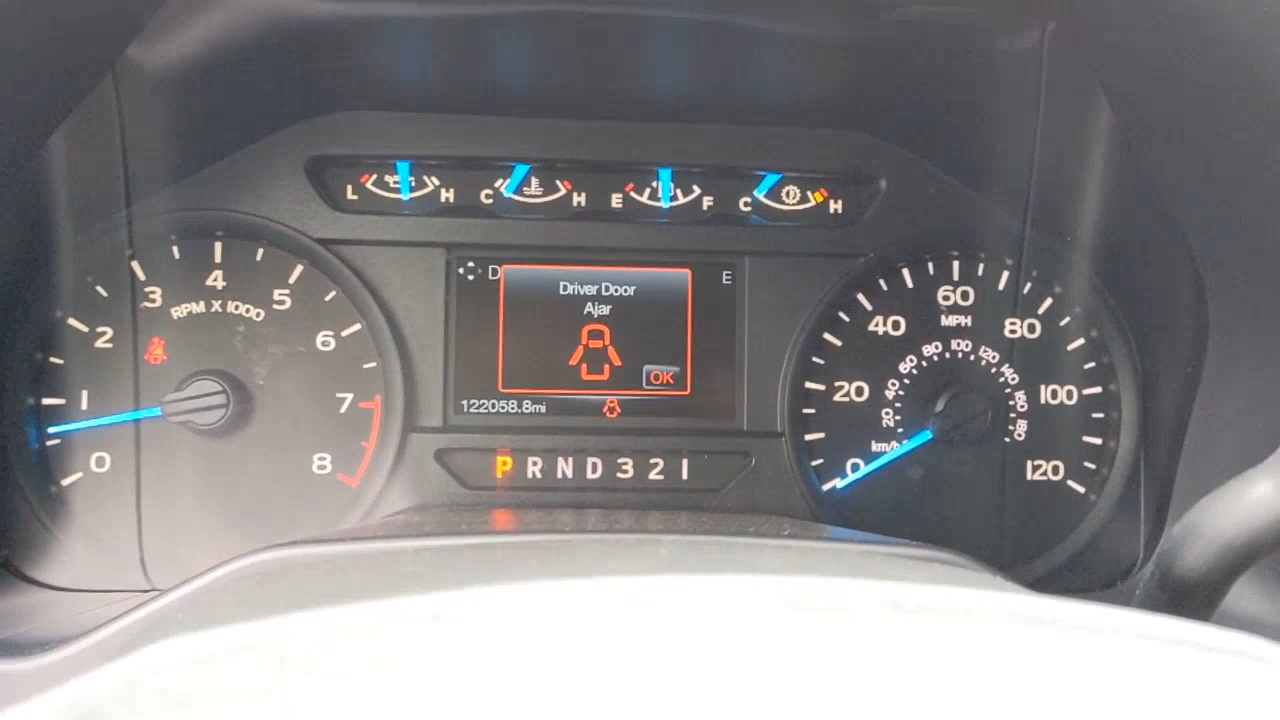 L H C H E F C H
D E
Driver Door
Ajar
OK
122058.8mi
P R N D 3 2 1
0 1 2 3 4 5 6 7 8
RPM X 1000
0 20 40 60 80 100 120
MPH
20 40 60 80 100 120 140 160 180
km/h